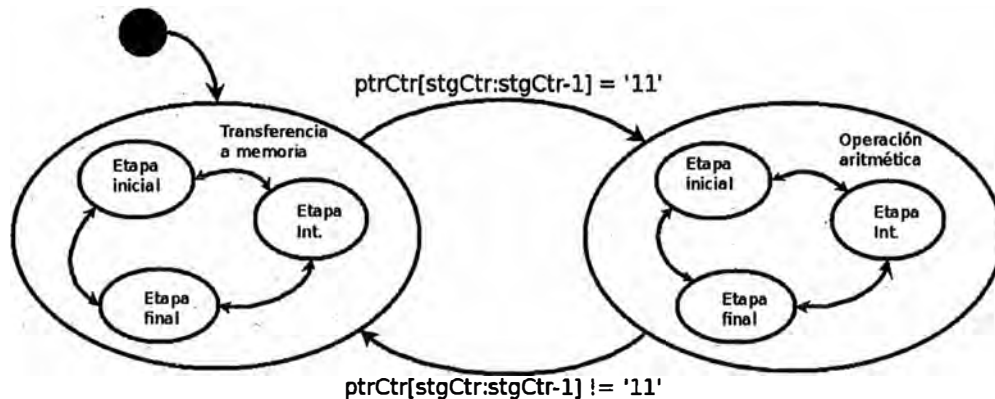 ptrCtr[stgCtr:stgCtr-1] = '11'
Transferencia
a memoria
Etapa
inicial
Etapa
Int.
Etapa
final
Operación
aritmética
Etapa
inicial
Etapa
Int.
Etapa
final
ptrCtr[stgCtr:stgCtr-1] != '11'